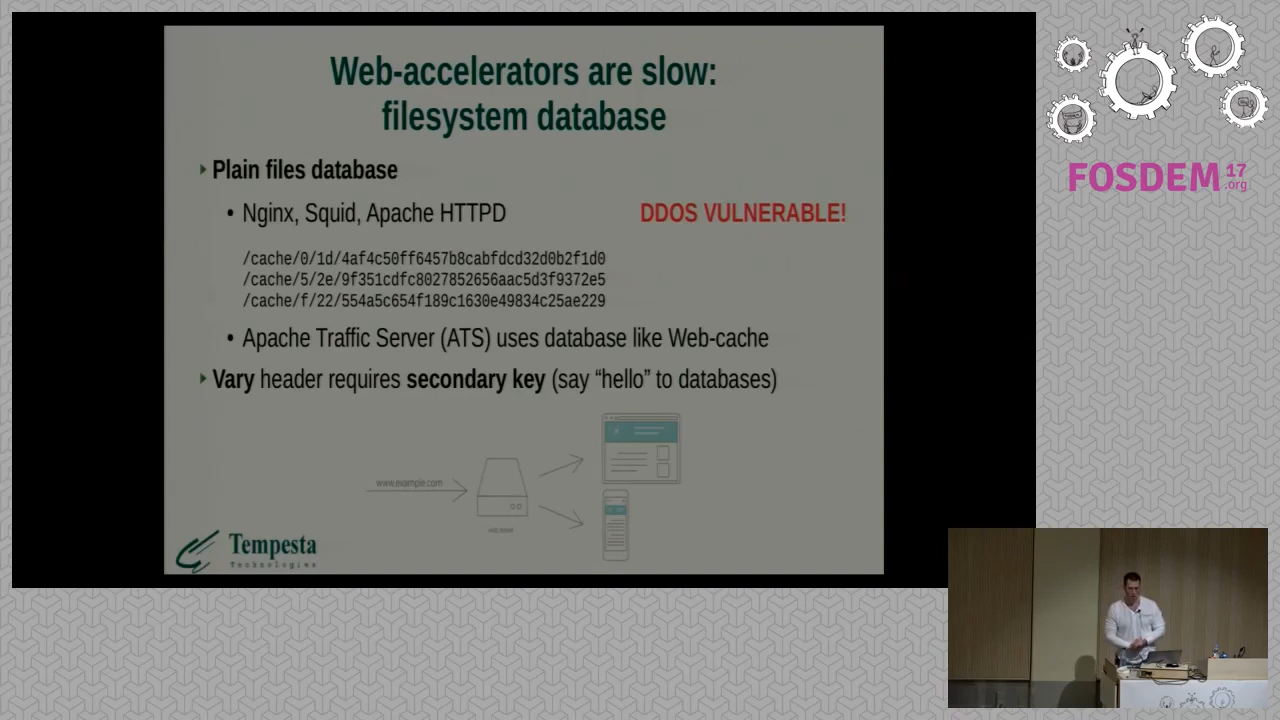 Web-accelerators are slow:
filesystem database
Plain files database
• Nginx, Squid, Apache HTTPD
DDOS VULNERABLE!
/cache/0/1d/4af4c50ff6457b8cabfdcd32d0b2f1d0
/cache/5/2e/9f351cdfc8027852656aac5d3f9372e5
/cache/f/22/554a5c654f189c1630e49834c25ae229
• Apache Traffic Server (ATS) uses database like Web-cache
Vary header requires secondary key (say “hello” to databases)
www.example.com
web server
Tempesta
Technologies
FOSDEM 17
.org